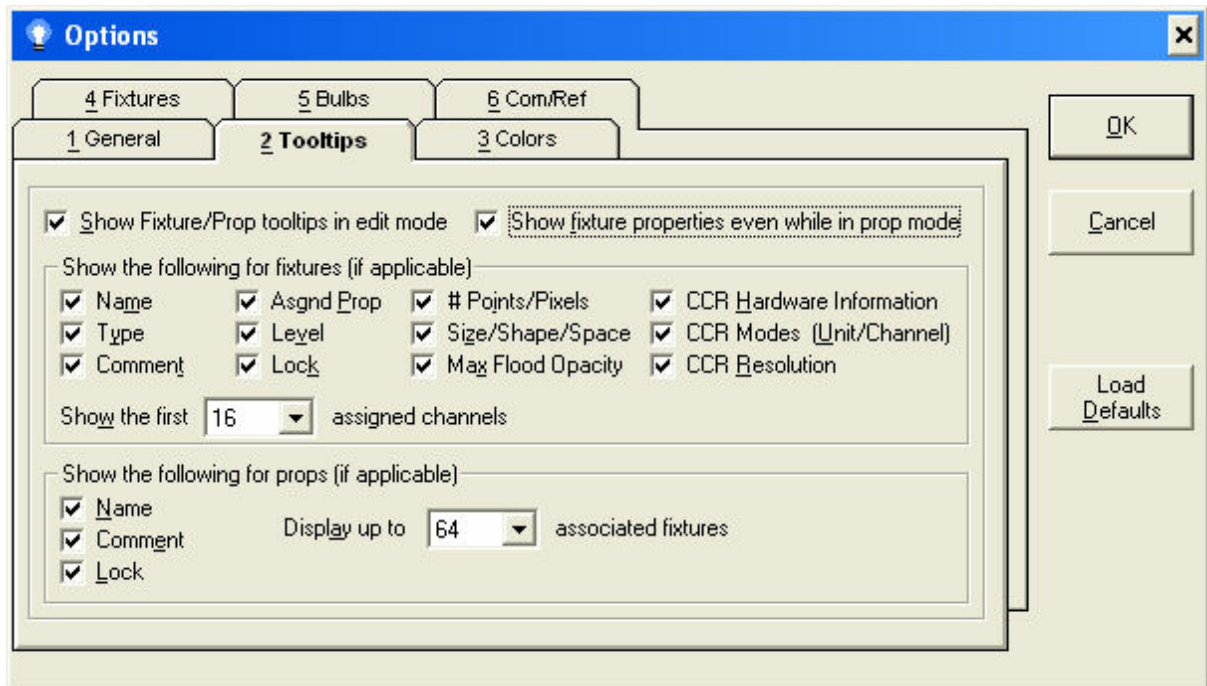 Options
4 Fixtures 5 Bulbs 6 Com/Ref
1 General 2 Tooltips 3 Colors
OK
Cancel
Load
Defaults
Show Fixture/Prop tooltips in edit mode Show fixture properties even while in prop mode
Show the following for fixtures (if applicable)
Name Asgnd Prop # Points/Pixels CCR Hardware Information
Type Level Size/Shape/Space CCR Modes (Unit/Channel)
Comment Lock Max Flood Opacity CCR Resolution
Show the first 16 assigned channels
Show the following for props (if applicable)
Name
Comment
Lock
Display up to 64 associated fixtures